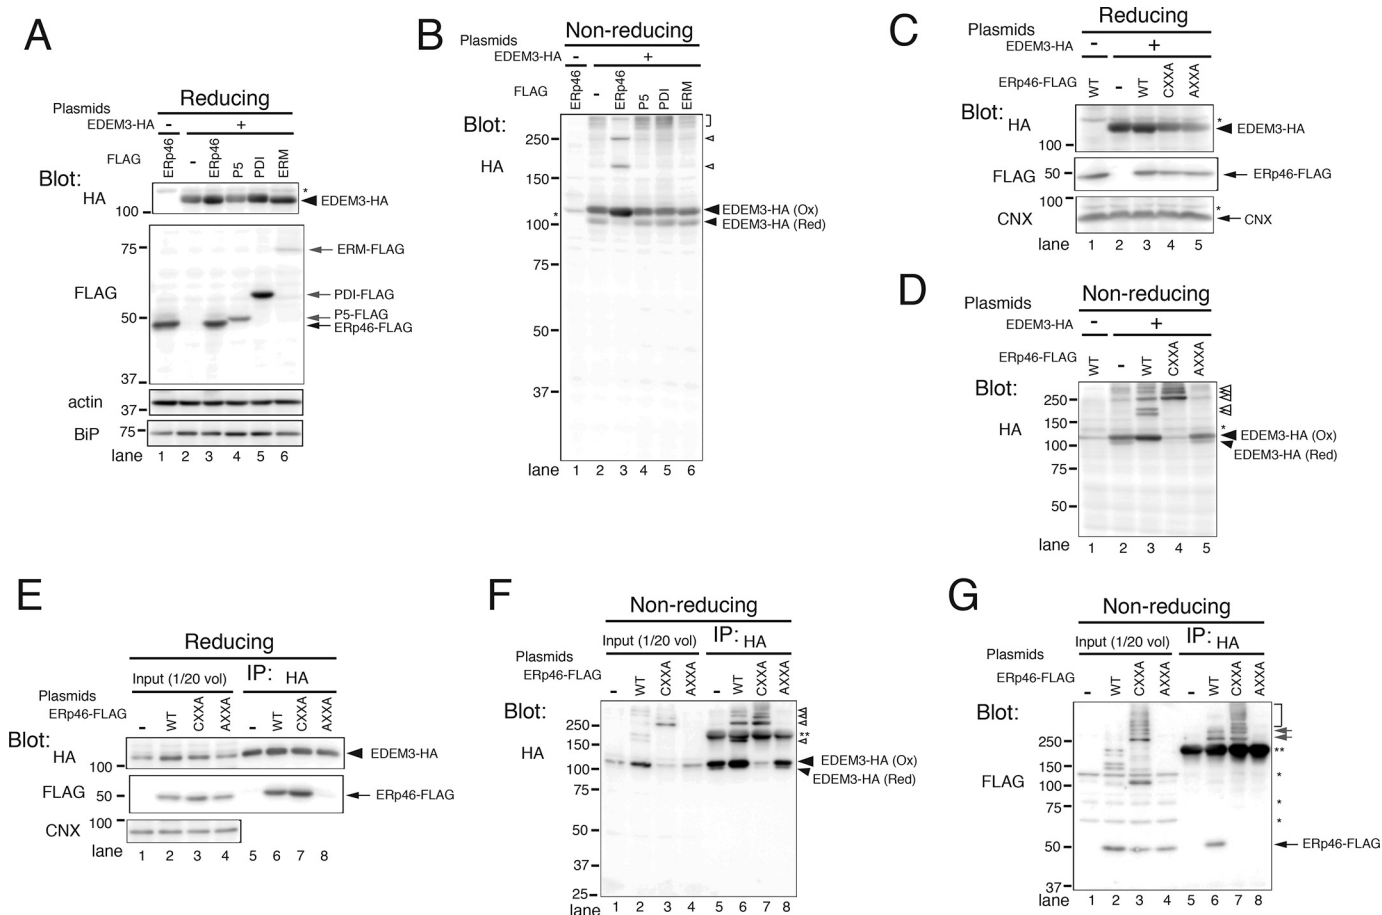 A
Reducing
Plasmids
EDEM3-HA - +
FLAG ERp46 - ERp46 P5 PDI ERM
Blot:
HA
*
EDEM3-HA
100
75
ERM-FLAG
FLAG
PDI-FLAG
50
P5-FLAG
ERp46-FLAG
37
actin
37
BiP
75
lane 1 2 3 4 5 6
B
Non-reducing
Plasmids
EDEM3-HA - +
FLAG ERp46 - ERp46 P5 PDI ERM
Blot:
HA
250
150
EDEM3-HA (Ox)
*
100
EDEM3-HA (Red)
75
50
37
lane 1 2 3 4 5 6
C
Reducing
Plasmids
EDEM3-HA - +
ERp46-FLAG WT - WT CXXA AXXA
Blot:
HA
*
EDEM3-HA
100
FLAG 50
ERp46-FLAG
100
*
CNX
CNX
lane 1 2 3 4 5
D
Non-reducing
Plasmids
EDEM3-HA - +
ERp46-FLAG WT - WT CXXA AXXA
Blot:
HA
250
150
*
EDEM3-HA (Ox)
100
EDEM3-HA (Red)
75
50
lane 1 2 3 4 5
E
Reducing
Input (1/20 vol) IP: HA
Plasmids
ERp46-FLAG - WT CXXA AXXA - WT CXXA AXXA
Blot:
HA
EDEM3-HA
100
FLAG 50
ERp46-FLAG
100
CNX
lane 1 2 3 4 5 6 7 8
F
Non-reducing
Input (1/20 vol) IP: HA
Plasmids
ERp46-FLAG - WT CXXA AXXA - WT CXXA AXXA
Blot:
HA
250
**
150
EDEM3-HA (Ox)
100
EDEM3-HA (Red)
75
50
37
25
lane 1 2 3 4 5 6 7 8
G
Non-reducing
Input (1/20 vol) IP: HA
Plasmids
ERp46-FLAG - WT CXXA AXXA - WT CXXA AXXA
Blot:
FLAG
250
**
150
*
100
75
*
*
50
ERp46-FLAG
37
lane 1 2 3 4 5 6 7 8